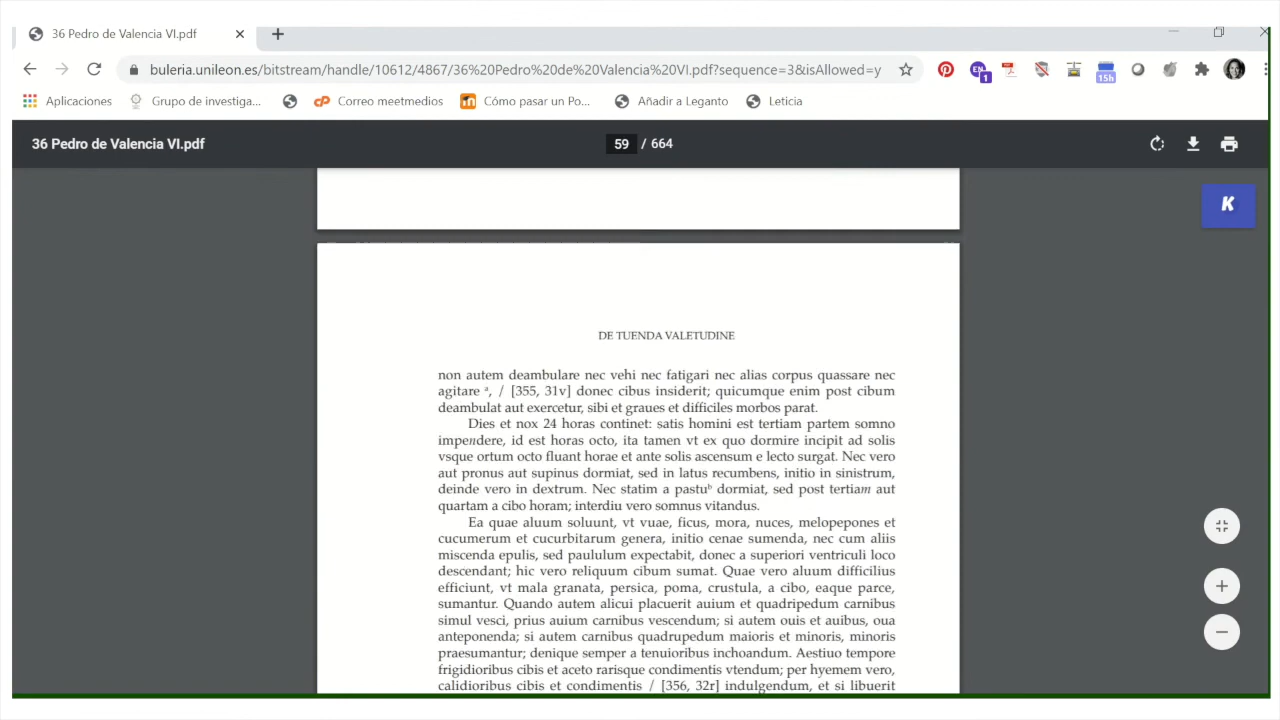 36 Pedro de Valencia VI.pdf
buleria.unileon.es/bitstream/handle/10612/4867/36%20Pedro%20de%20Valencia%20VI.pdf?sequence=3&isAllowed=y
EN
1
15h
Aplicaciones
Grupo de investiga...
Correo meetmedios
Cómo pasar un Po...
Añadir a Leganto
Leticia
36 Pedro de Valencia VI.pdf
59 / 664
K
DE TUENDA VALETUDINE
non autem deambulare nec vehi nec fatigari nec alias corpus quassare nec
agitare ª, / [355, 31v] donec cibus insiderit; quicumque enim post cibum
deambulat aut exercetur, sibi et graues et difficiles morbos parat.
Dies et nox 24 horas continet: satis homini est tertiam partem somno
impendere, id est horas octo, ita tamen vt ex quo dormire incipit ad solis
vsque ortum octo fluant horae et ante solis ascensum e lecto surgat. Nec vero
aut pronus aut supinus dormiat, sed in latus recumbens, initio in sinistrum,
deinde vero in dextrum. Nec statim a pastuᵇ dormiat, sed post tertiam aut
quartam a cibo horam; interdiu vero somnus vitandus.
Ea quae aluum soluunt, vt vuae, ficus, mora, nuces, melopepones et
cucumerum et cucurbitarum genera, initio cenae sumenda, nec cum aliis
miscenda epulis, sed paululum expectabit, donec a superiori ventriculi loco
descendant; hic vero reliquum cibum sumat. Quae vero aluum difficilius
efficiunt, vt mala granata, persica, poma, crustula, a cibo, eaque parce,
sumantur. Quando autem alicui placuerit auium et quadripedum carnibus
simul vesci, prius auium carnibus vescendum; si autem ouis et auibus, oua
anteponenda; si autem carnibus quadrupedum maioris et minoris, minoris
praesumantur; denique semper a tenuioribus inchoandum. Aestiuo tempore
frigidioribus cibis et aceto rarisque condimentis vtendum; per hyemem vero,
calidioribus cibis et condimentis / [356, 32r] indulgendum, et si libuerit